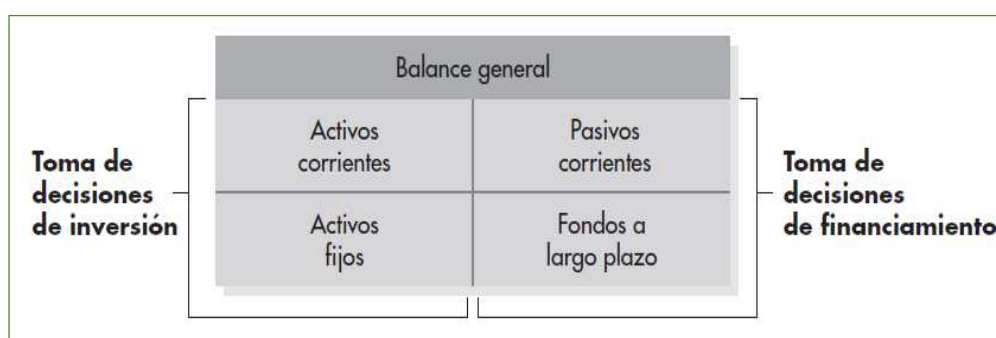 Balance general
Toma de
decisiones
de inversión
Activos
corrientes
Pasivos
corrientes
Activos
fijos
Fondos a
largo plazo
Toma de
decisiones
de financiamiento